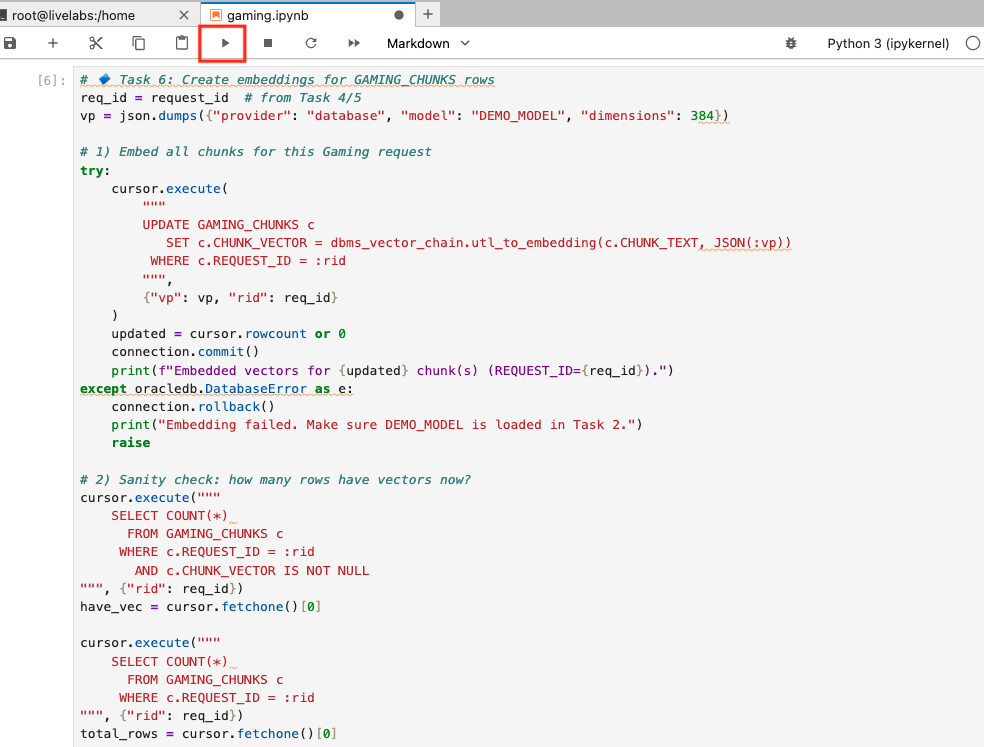 root@livelabs:/home
gaming.ipynb
Markdown
Python 3 (ipykernel)
[6]:
# 🔷 Task 6: Create embeddings for GAMING_CHUNKS rows
req_id = request_id  # from Task 4/5
vp = json.dumps({"provider": "database", "model": "DEMO_MODEL", "dimensions": 384})

# 1) Embed all chunks for this Gaming request
try:
    cursor.execute(
        """
        UPDATE GAMING_CHUNKS c
           SET c.CHUNK_VECTOR = dbms_vector_chain.utl_to_embedding(c.CHUNK_TEXT, JSON(:vp))
         WHERE c.REQUEST_ID = :rid
        """,
        {"vp": vp, "rid": req_id}
    )
    updated = cursor.rowcount or 0
    connection.commit()
    print(f"Embedded vectors for {updated} chunk(s) (REQUEST_ID={req_id}).")
except oracledb.DatabaseError as e:
    connection.rollback()
    print("Embedding failed. Make sure DEMO_MODEL is loaded in Task 2.")
    raise

# 2) Sanity check: how many rows have vectors now?
cursor.execute("""
    SELECT COUNT(*)
      FROM GAMING_CHUNKS c
     WHERE c.REQUEST_ID = :rid
       AND c.CHUNK_VECTOR IS NOT NULL
""", {"rid": req_id})
have_vec = cursor.fetchone()[0]

cursor.execute("""
    SELECT COUNT(*)
      FROM GAMING_CHUNKS c
     WHERE c.REQUEST_ID = :rid
""", {"rid": req_id})
total_rows = cursor.fetchone()[0]